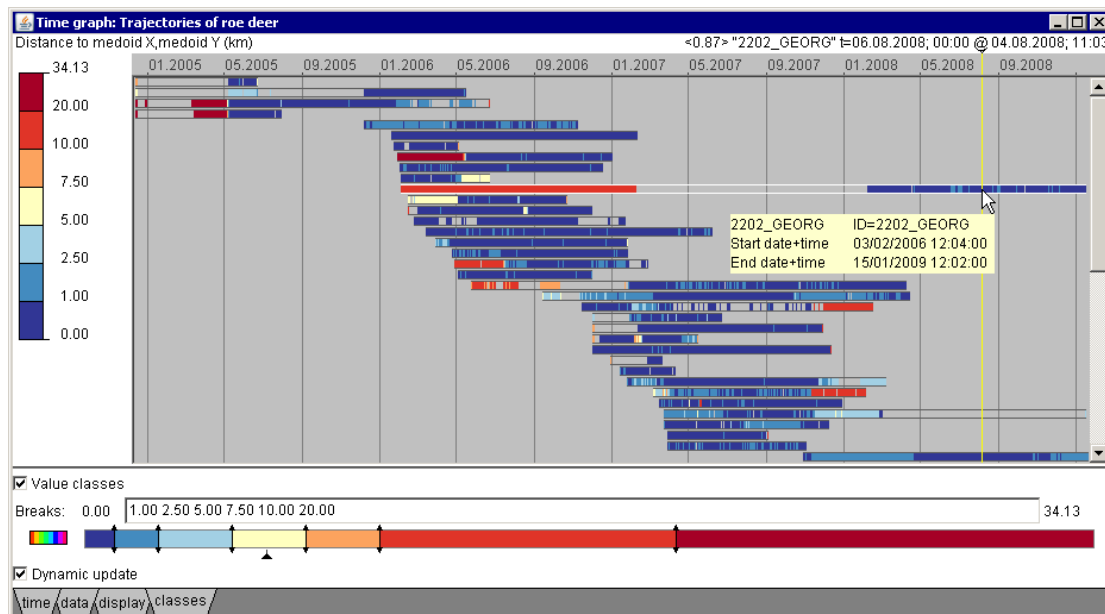 Time graph: Trajectories of roe deer
Distance to medoid X,medoid Y (km)
<0.87> "2202_GEORG" t=06.08.2008; 00:00 @ 04.08.2008; 11:03
01.2005 05.2005 09.2005 01.2006 05.2006 09.2006 01.2007 05.2007 09.2007 01.2008 05.2008 09.2008
34.13
20.00
10.00
7.50
5.00
2.50
1.00
0.00
2202_GEORG ID=2202_GEORG
Start date+time 03/02/2006 12:04:00
End date+time 15/01/2009 12:02:00
Value classes
Breaks: 0.00 1.00 2.50 5.00 7.50 10.00 20.00 34.13
Dynamic update
time data display classes